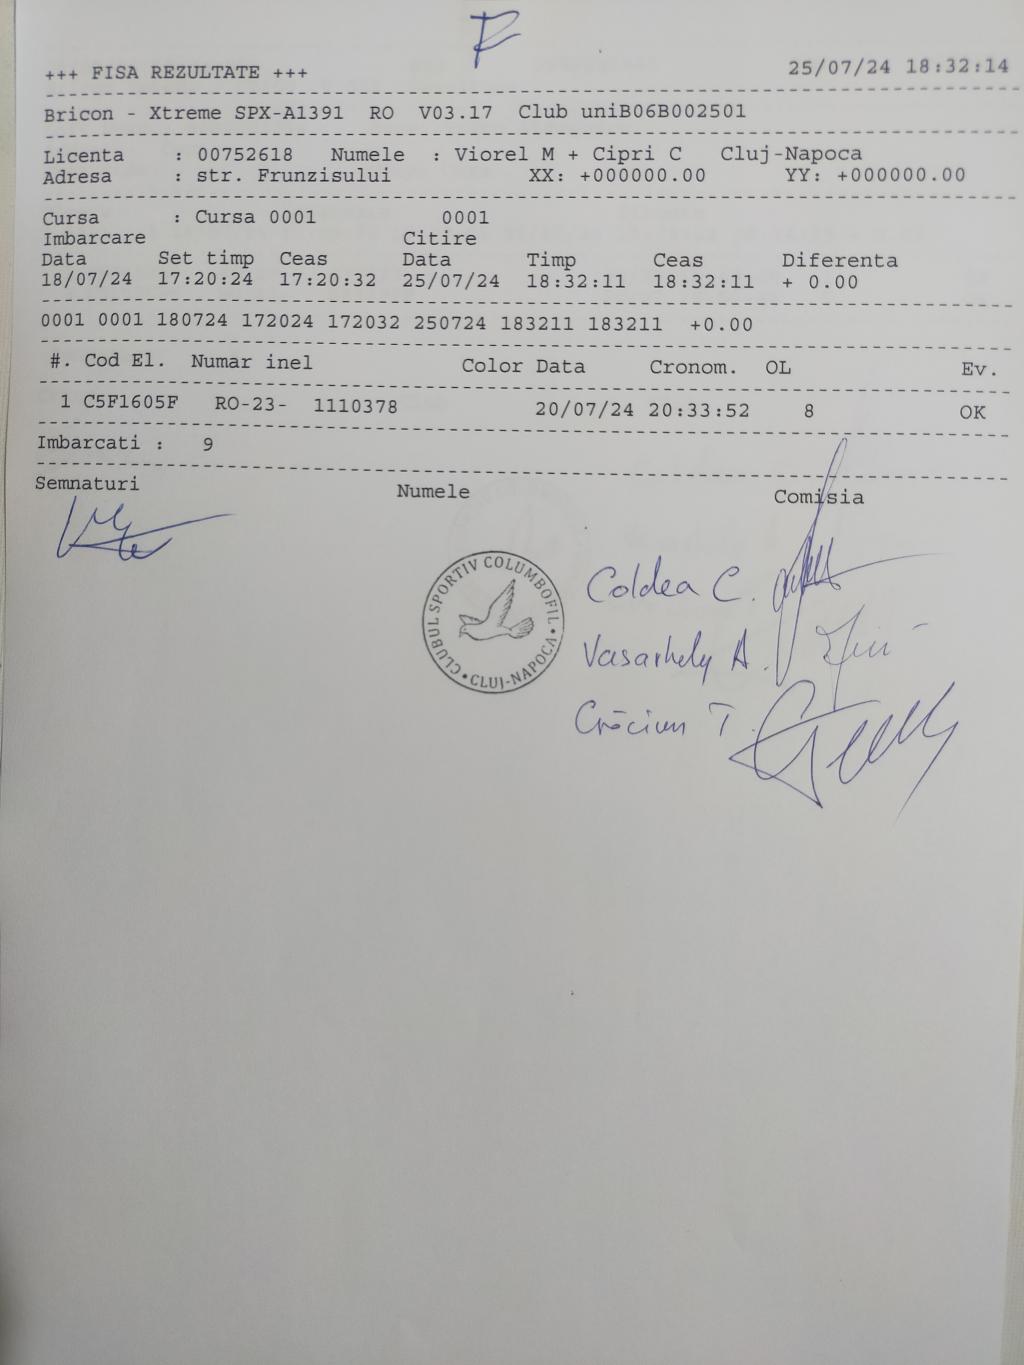 +++ FISA REZULTATE +++ 25/07/24 18:32:14
Bricon - Xtreme SPX-A1391 RO V03.17 Club uniB06B002501
Licenta : 00752618 Numele : Viorel M + Cipri C Cluj-Napoca
Adresa : str. Frunzisului XX: +000000.00 YY: +000000.00
Cursa : Cursa 0001 0001
Imbarcare Citire
Data Set timp Ceas Data Timp Ceas Diferenta
18/07/24 17:20:24 17:20:32 25/07/24 18:32:11 18:32:11 + 0.00
0001 0001 180724 172024 172032 250724 183211 183211 +0.00
#. Cod El. Numar inel Color Data Cronom. OL Ev.
1 C5F1605F RO-23- 1110378 20/07/24 20:33:52 8 OK
Imbarcati : 9
Semnaturi Numele Comisia
CLUBUL SPORTIV COLUMBOFIL
• CLUJ-NAPOCA •
Coldea C.
Vasarhely A.
Crăciun T.